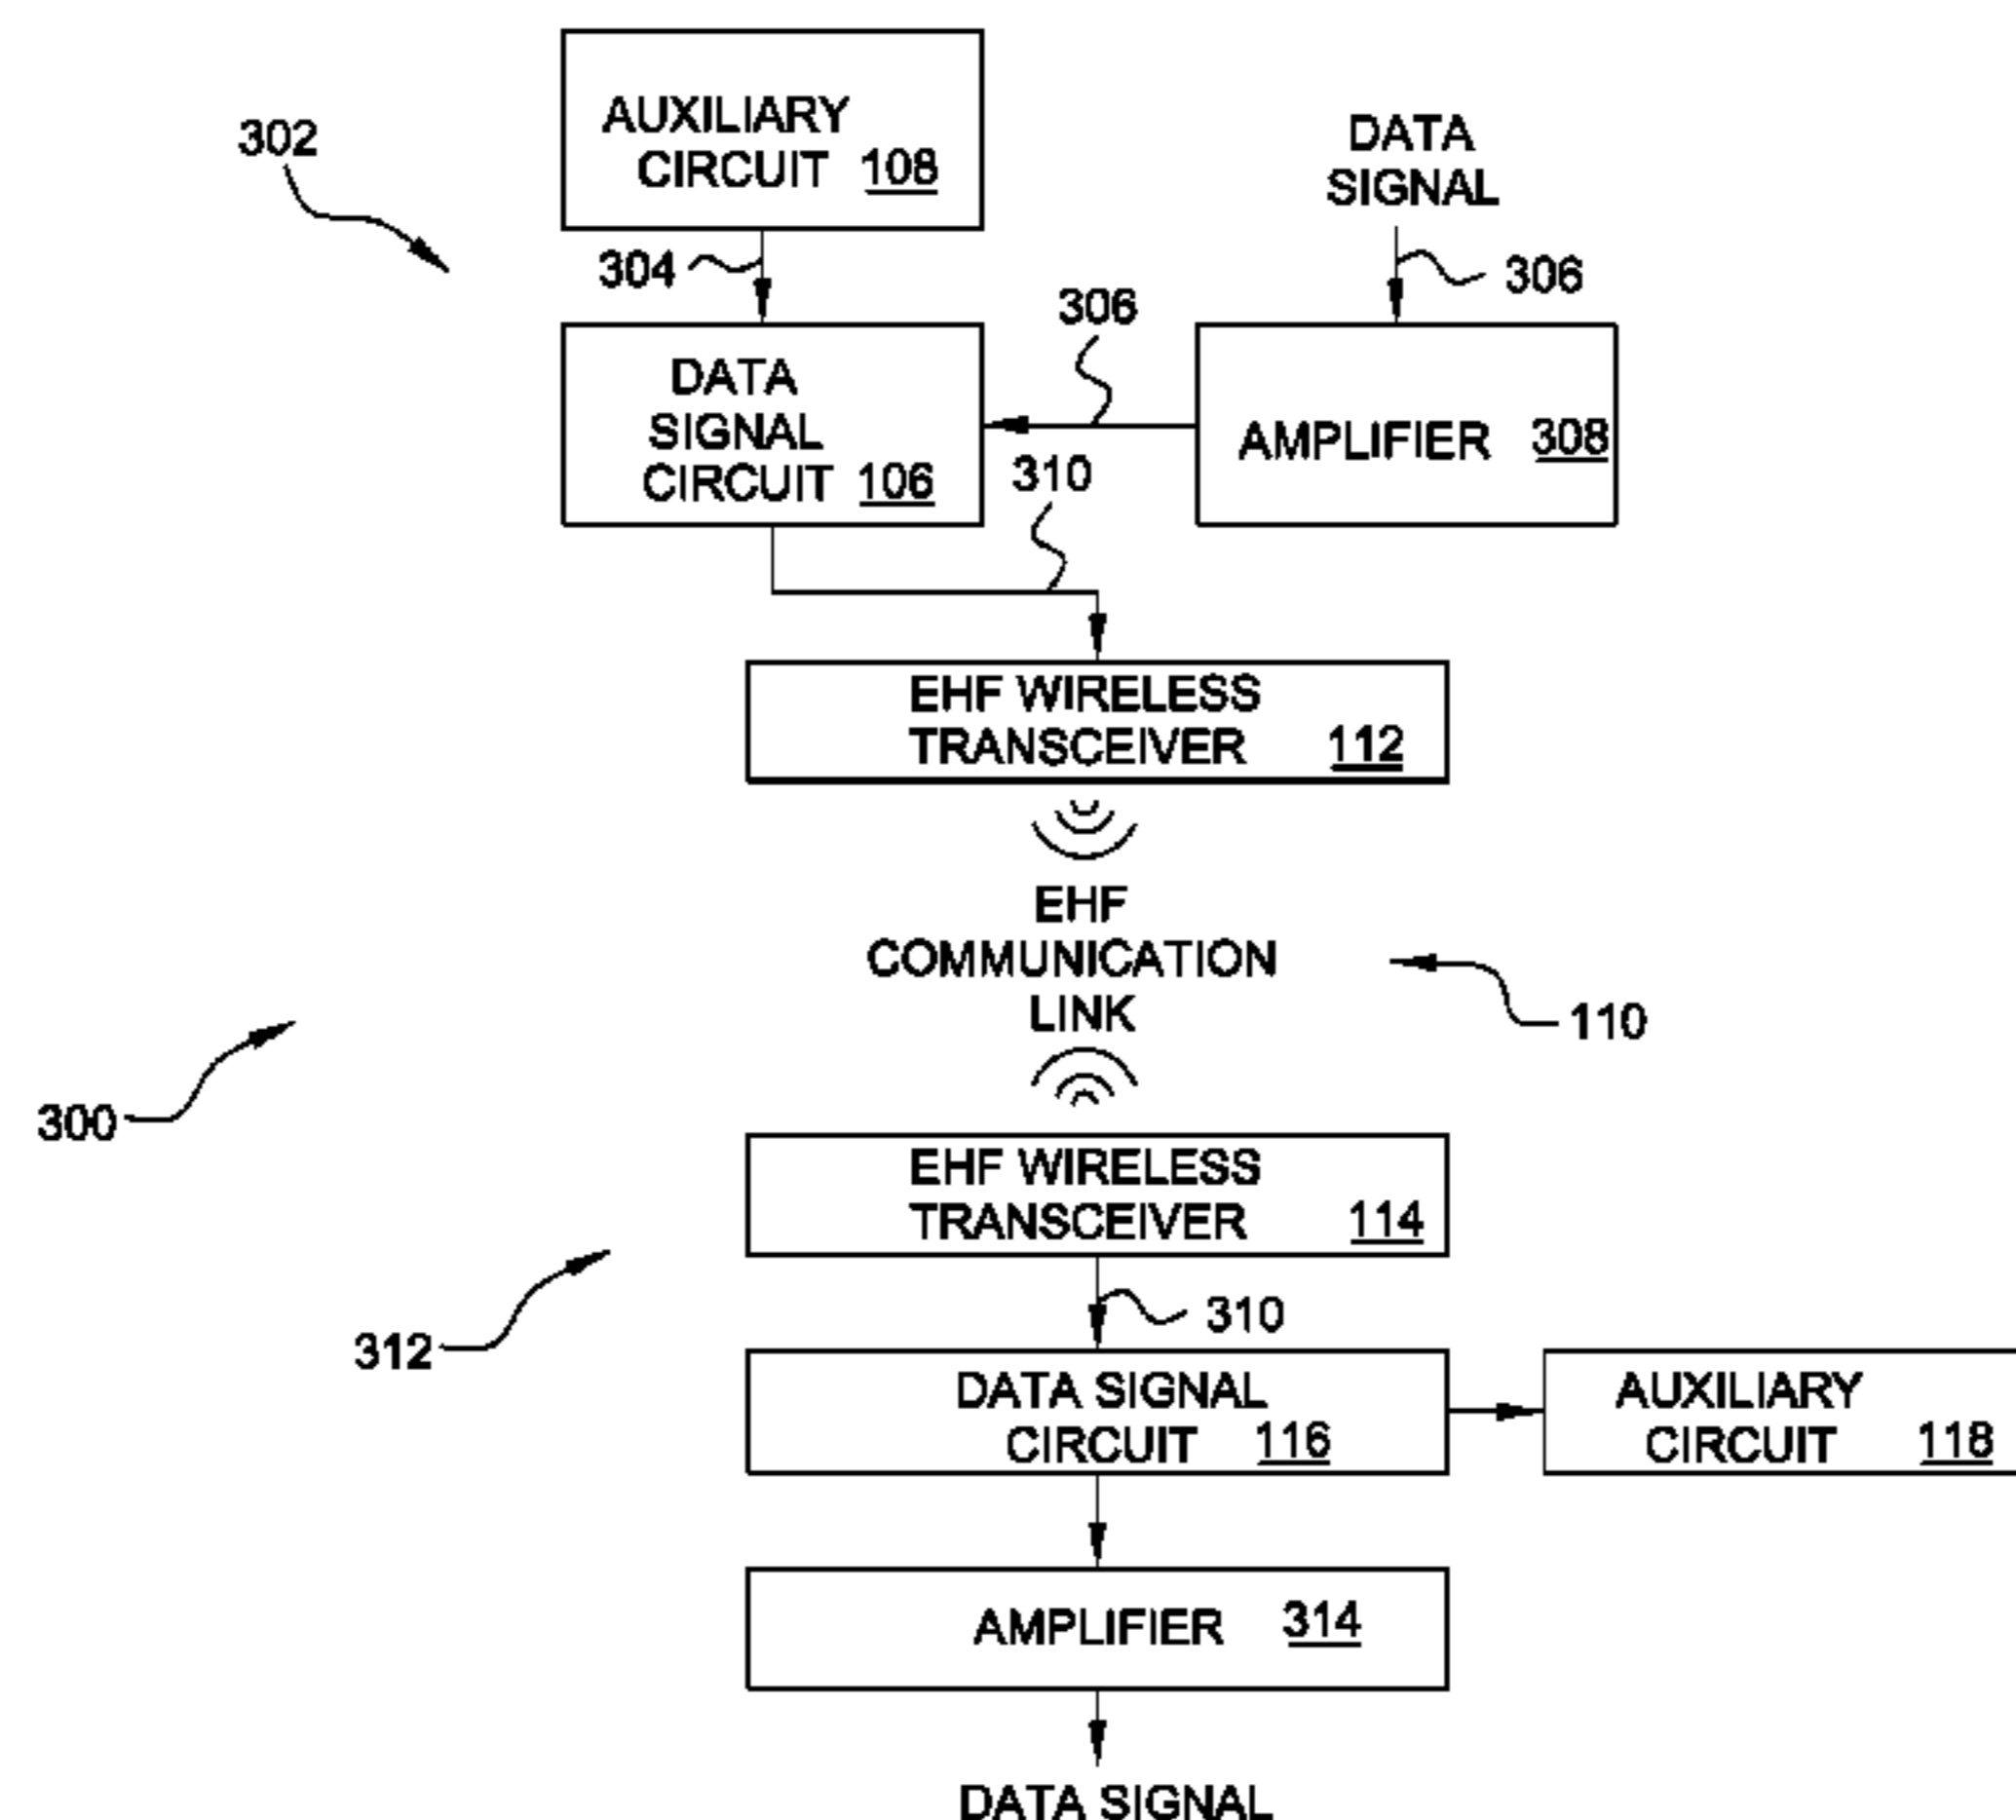 AUXILIARY
CIRCUIT 108
302
DATA
SIGNAL
304
306
306
DATA
SIGNAL
CIRCUIT 106
AMPLIFIER 308
310
EHF WIRELESS
TRANSCEIVER 112
EHF
COMMUNICATION
LINK
110
300
EHF WIRELESS
TRANSCEIVER 114
312
310
DATA SIGNAL
CIRCUIT 116
AUXILIARY
CIRCUIT 118
AMPLIFIER 314
DATA SIGNAL